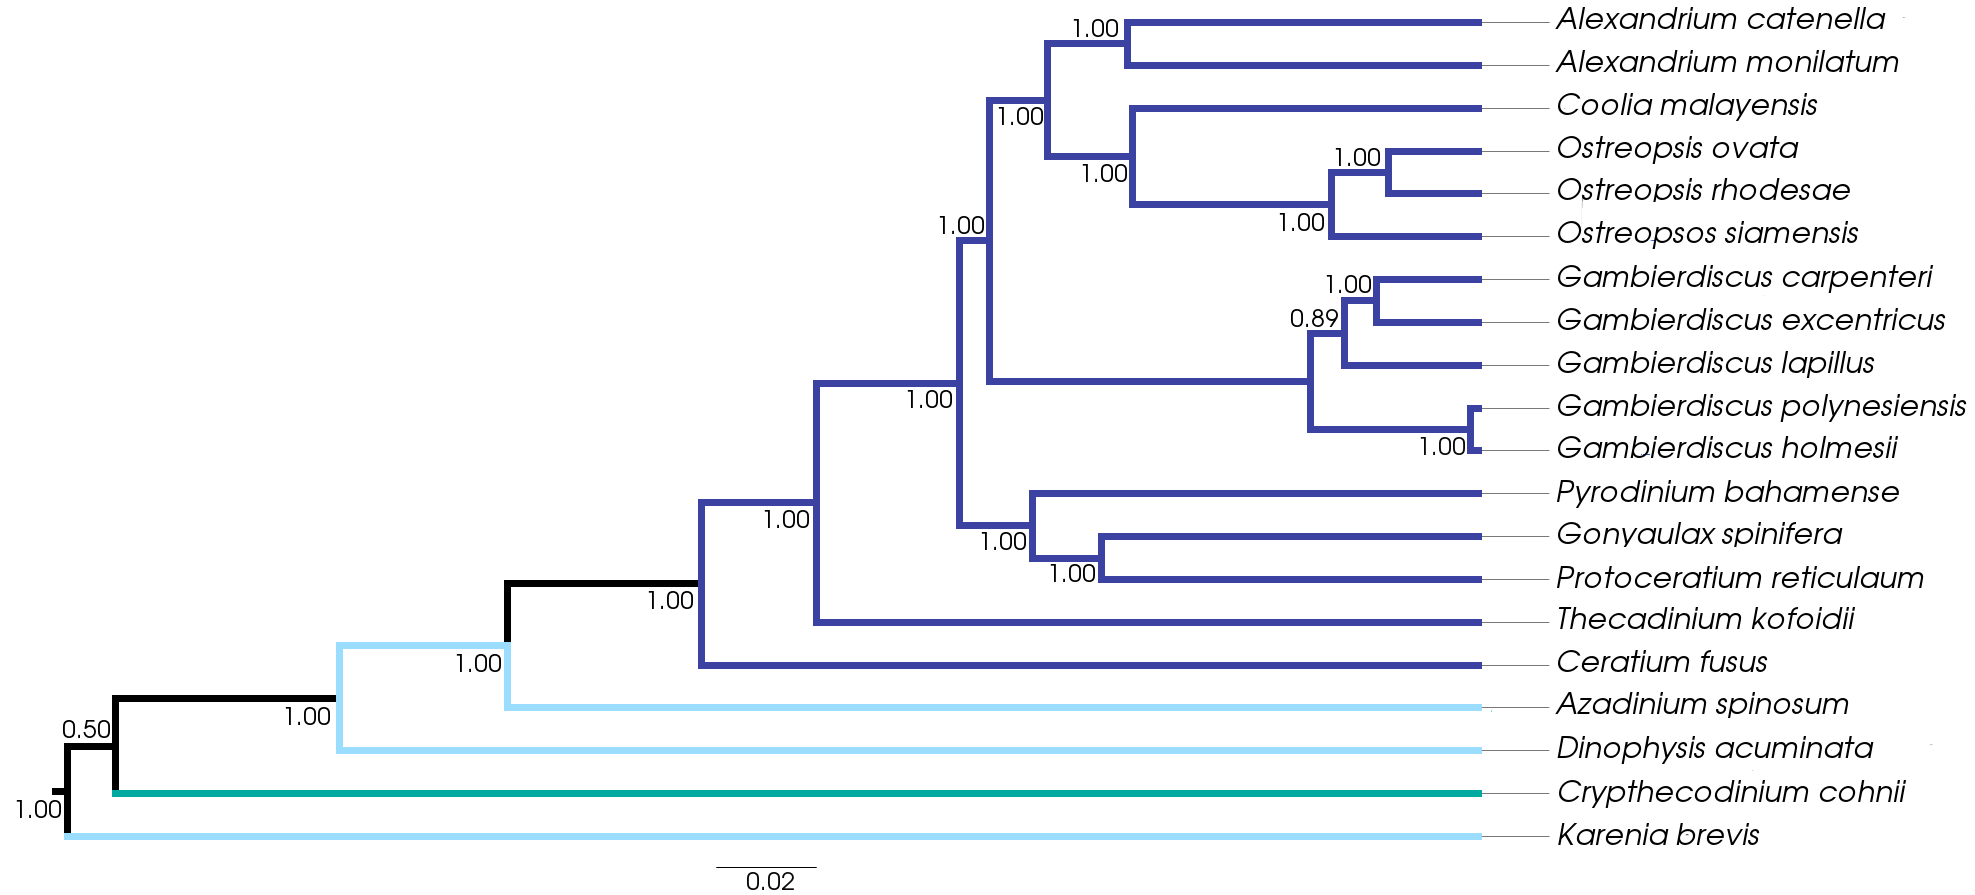 Alexandrium catenella
1.00
Alexandrium monilatum
Coolia malayensis
1.00
Ostreopsis ovata
1.00
1.00
Ostreopsis rhodesae
1.00
1.00
Ostreopsos siamensis
Gambierdiscus carpenteri
1.00
0.89
Gambierdiscus excentricus
Gambierdiscus lapillus
1.00
Gambierdiscus polynesiensis
1.00
Gambierdiscus holmesii
Pyrodinium bahamense
1.00
Gonyaulax spinifera
1.00
1.00
Protoceratium reticulaum
1.00
Thecadinium kofoidii
1.00
Ceratium fusus
Azadinium spinosum
1.00
0.50
Dinophysis acuminata
Crypthecodinium cohnii
1.00
Karenia brevis
0.02